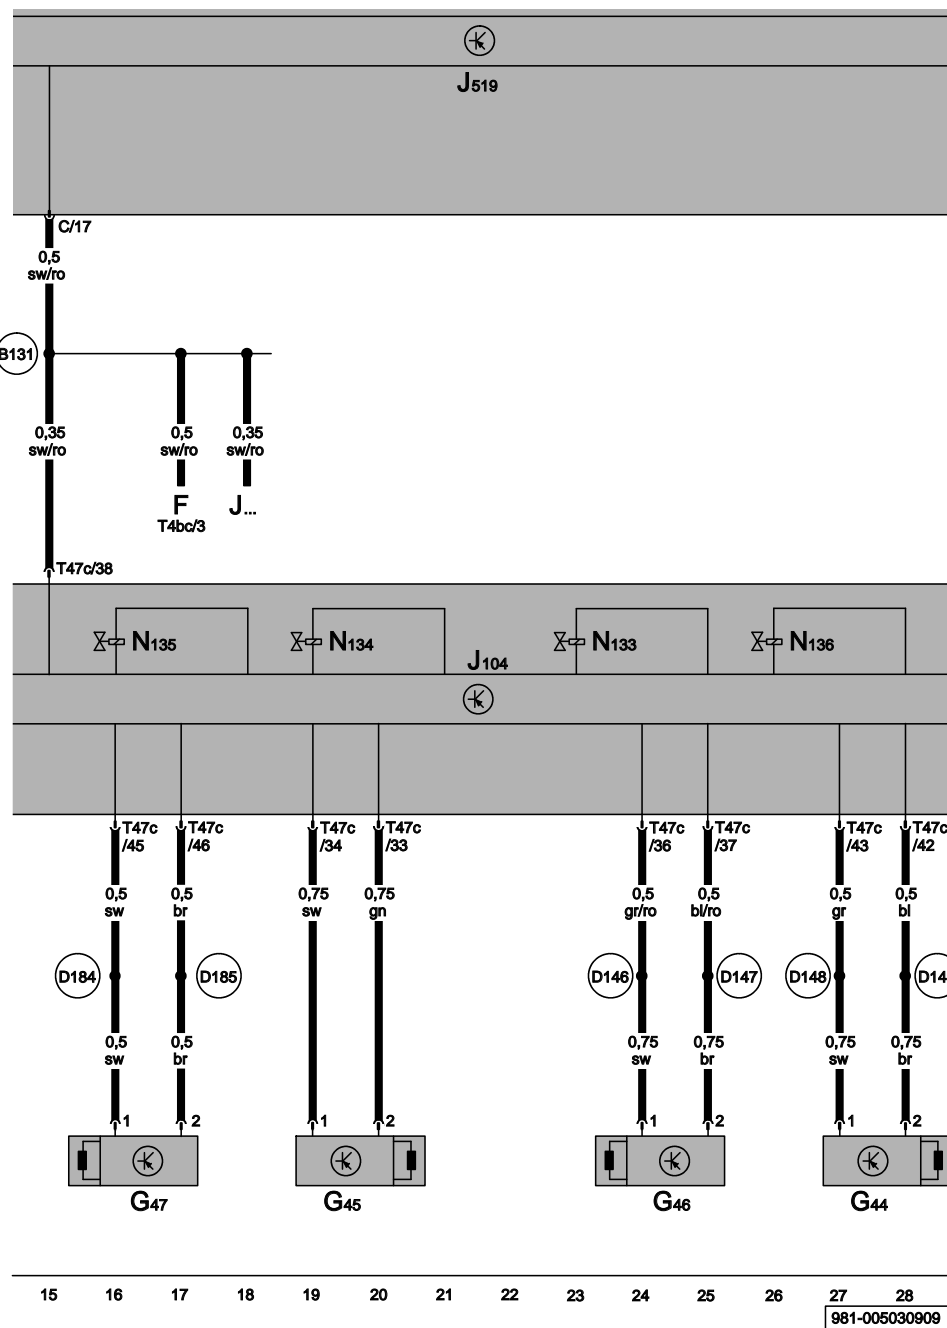 J519
C/17
0,5
sw/ro
B131
0,35
sw/ro
0,5
sw/ro
0,35
sw/ro
F
T4bc/3
J...
T47c/38
N135
N134
N133
N136
J104
T47c
/45
T47c
/46
T47c
/34
T47c
/33
T47c
/36
T47c
/37
T47c
/43
T47c
/42
0,5
sw
0,5
br
0,75
sw
0,75
gn
0,5
gr/ro
0,5
bl/ro
0,5
gr
0,5
bl
D184
D185
D146
D147
D148
0,5
sw
0,5
br
0,75
sw
0,75
br
0,75
sw
0,75
br
1
2
1
2
1
2
1
2
G47
G45
G46
G44
15 16 17 18 19 20 21 22 23 24 25 26 27 28
981-005030909